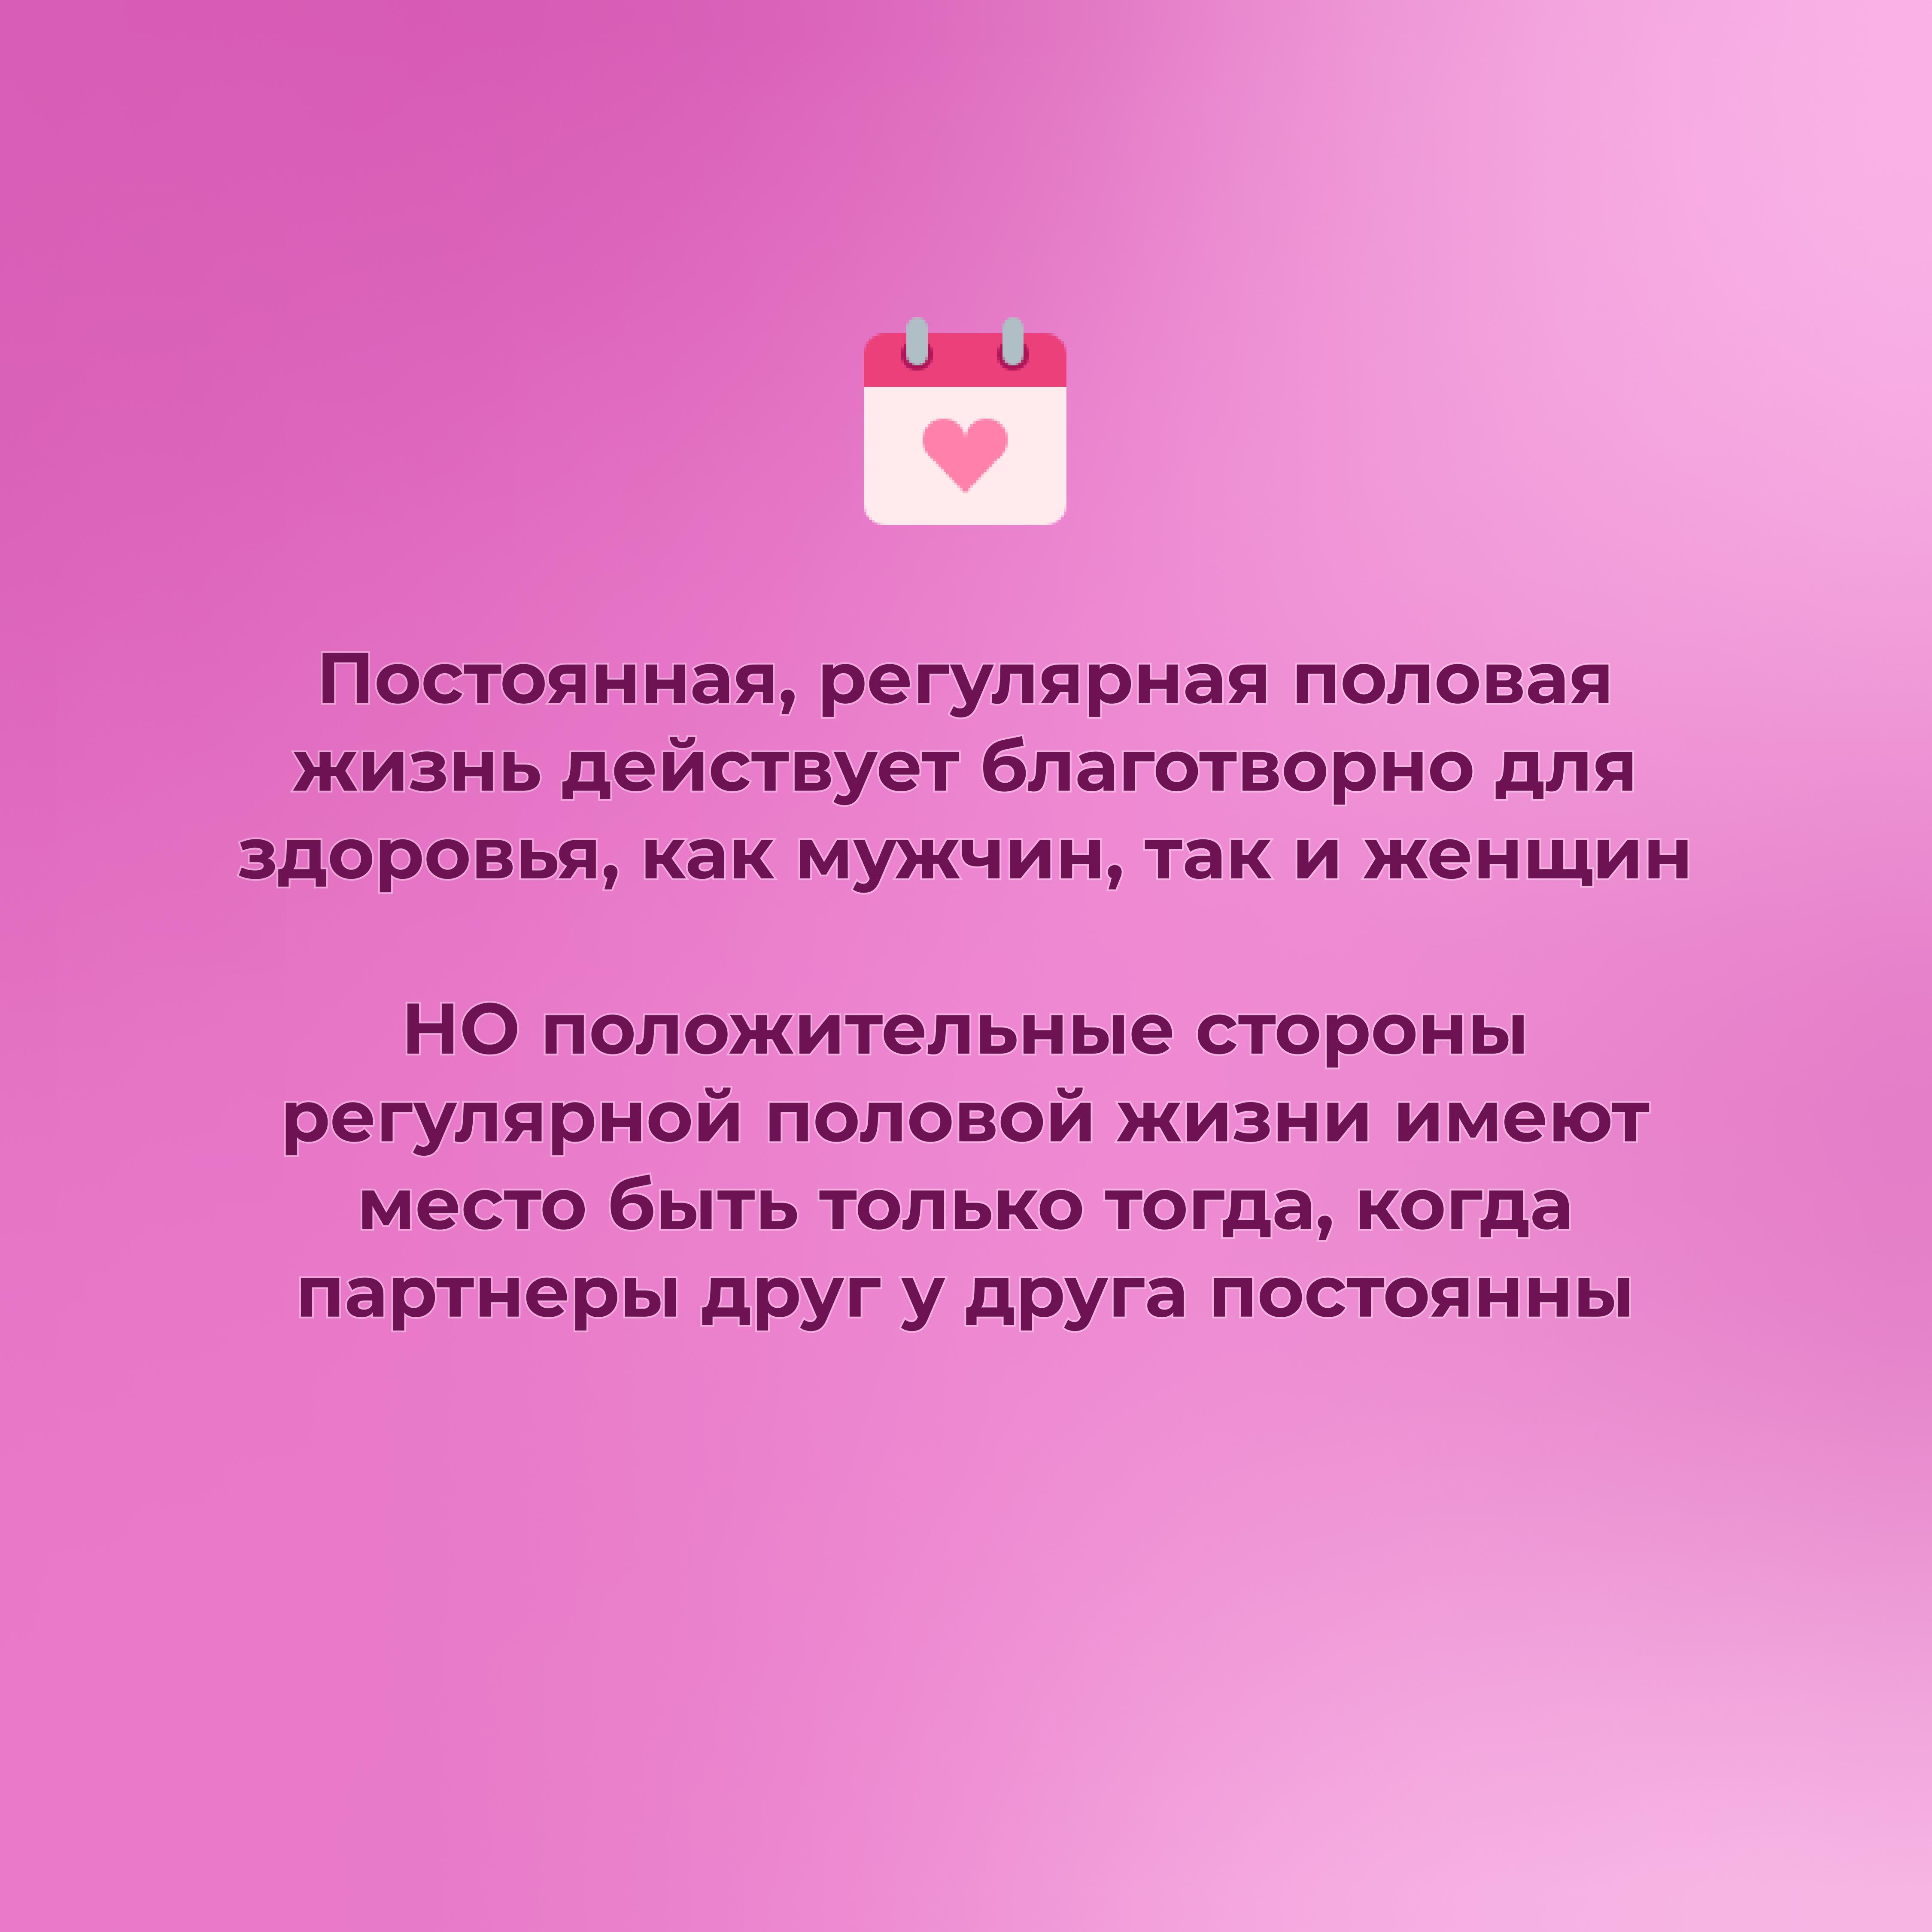 Постоянная, регулярная половая
жизнь действует благотворно для
здоровья, как мужчин, так и женщин
НО положительные стороны
регулярной половой жизни имеют
место быть только тогда, когда
партнеры друг у друга постоянны